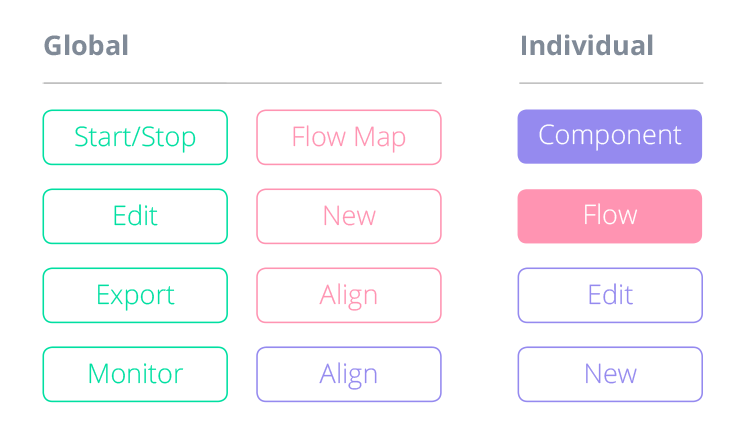 Global
Individual
Start/Stop
Flow Map
Component
Edit
New
Flow
Export
Align
Edit
Monitor
Align
New